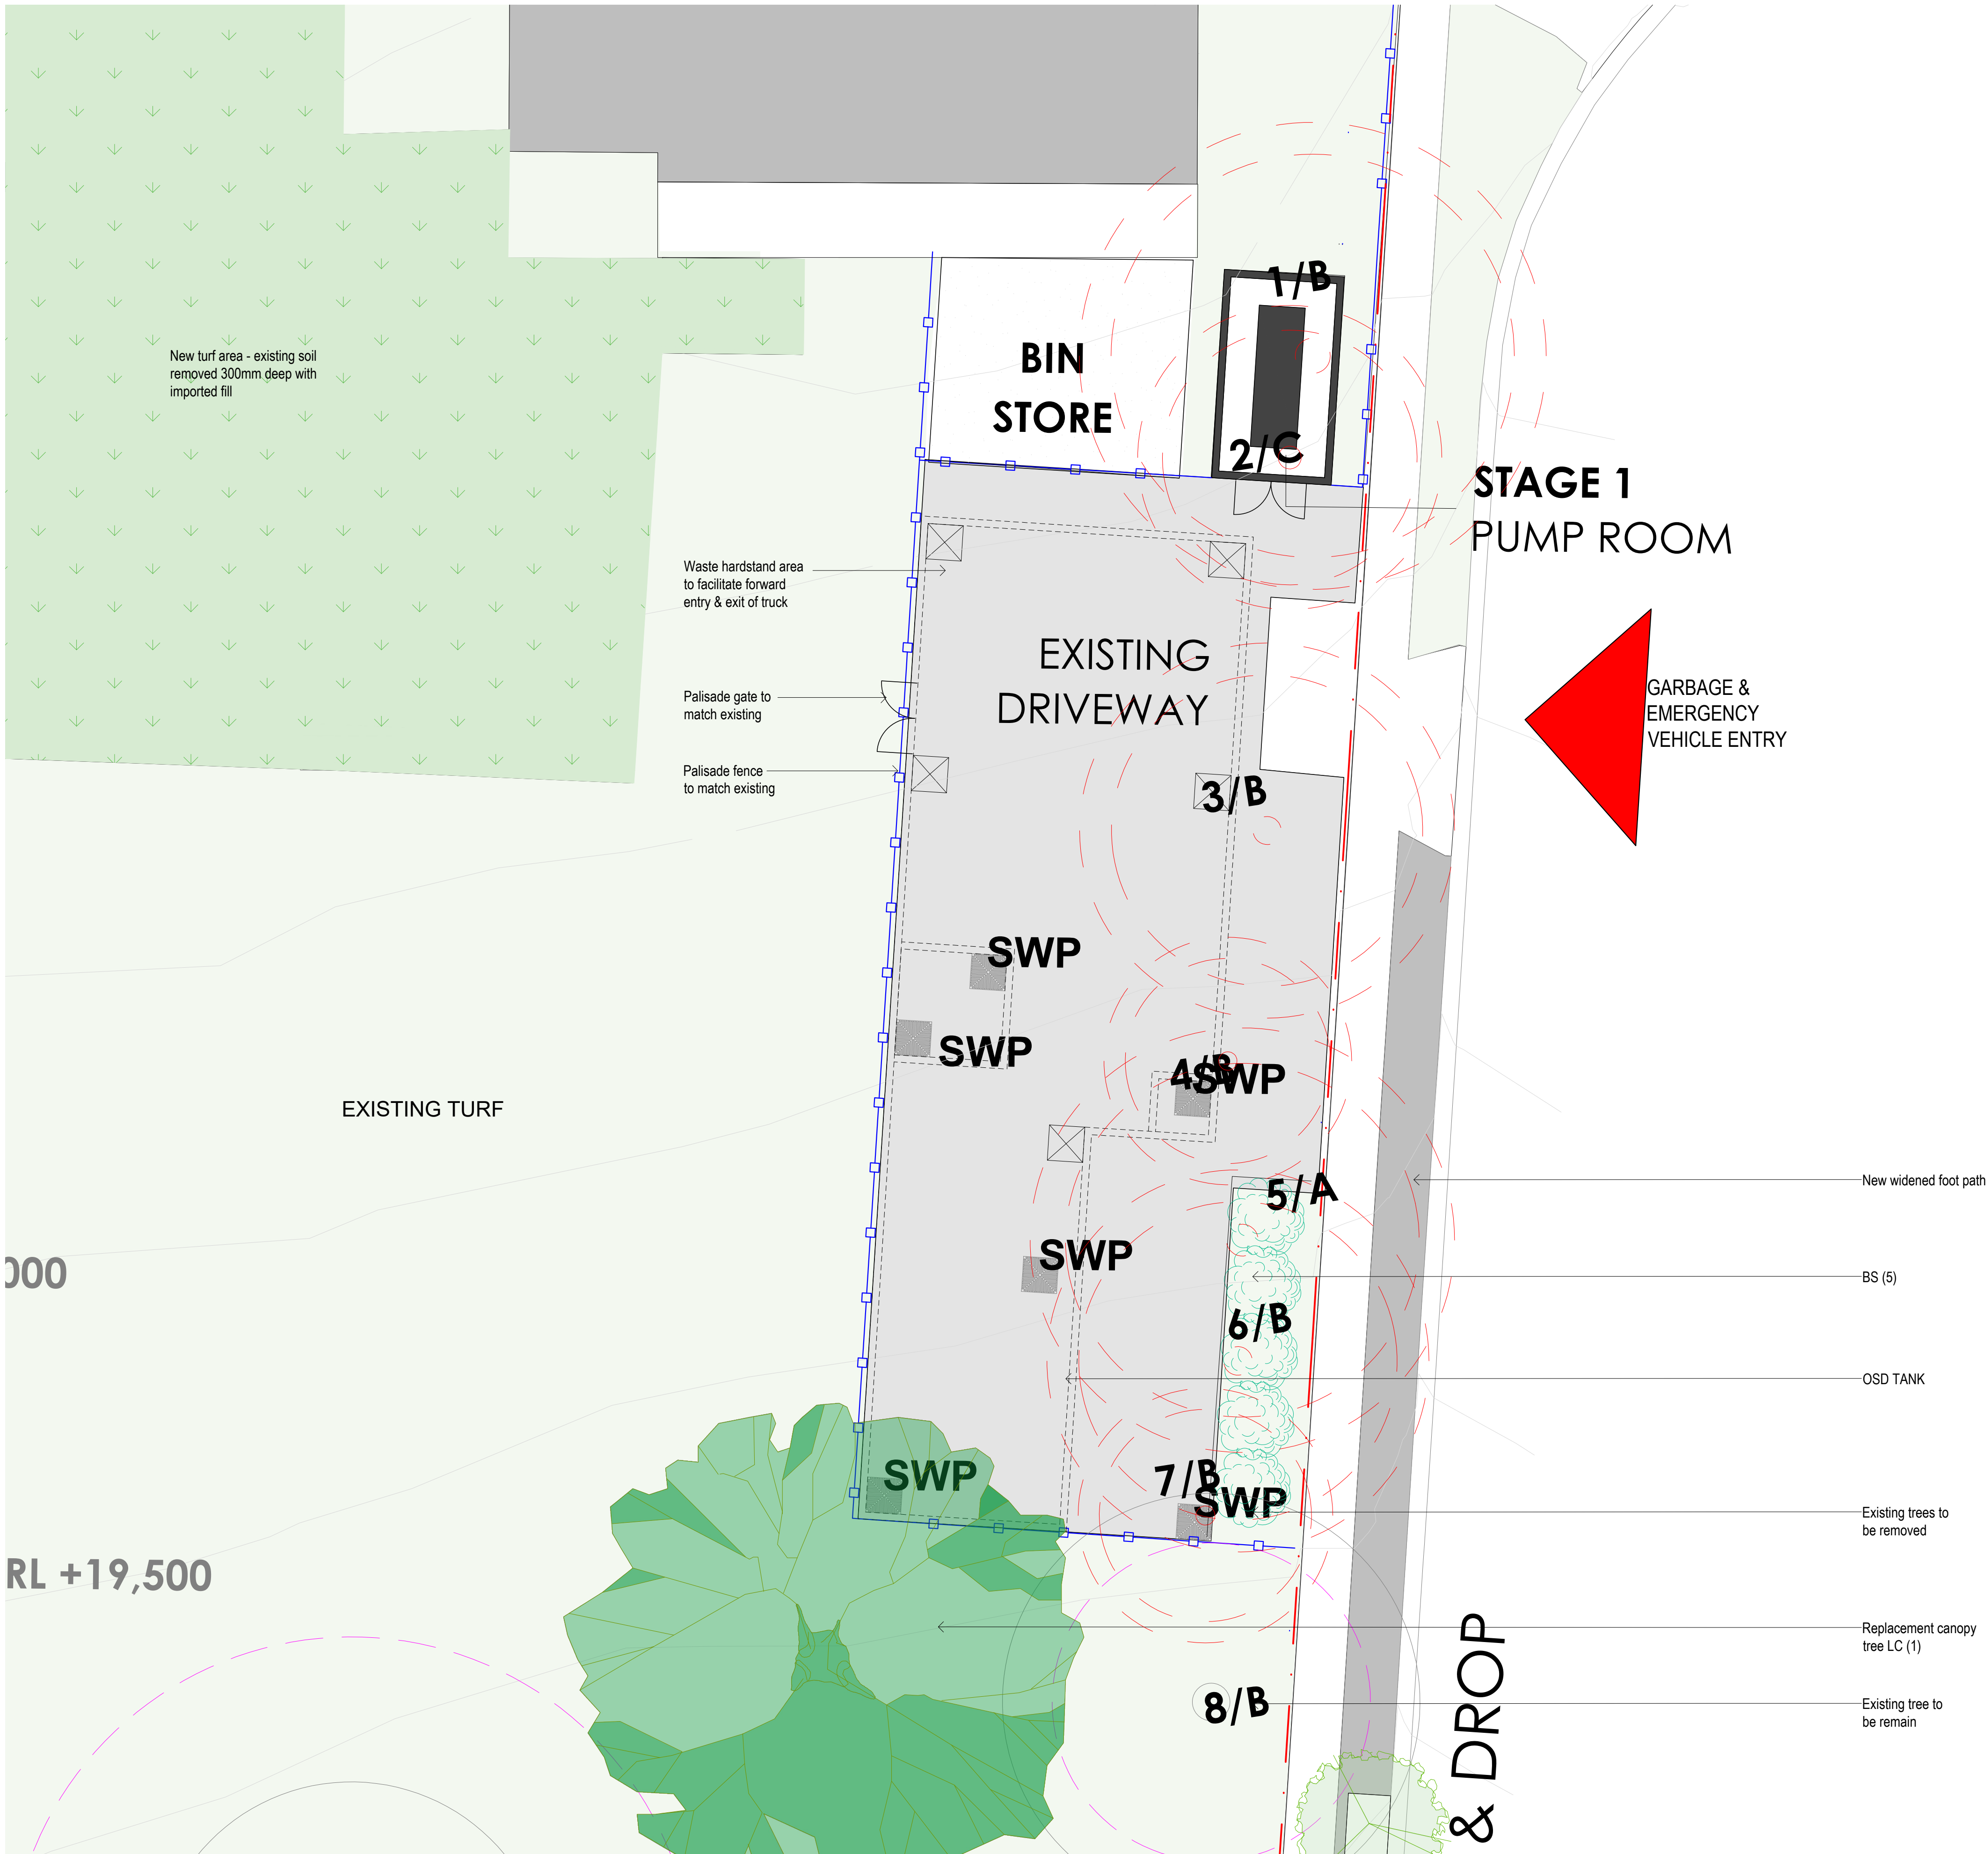 1/B
New turf area - existing soil
removed 300mm deep with
imported fill
BIN
STORE
2/C
STAGE 1
PUMP ROOM
Waste hardstand area
to facilitate forward
entry & exit of truck
EXISTING
DRIVEWAY
GARBAGE &
EMERGENCY
VEHICLE ENTRY
Palisade gate to
match existing
Palisade fence
to match existing
3/B
SWP
SWP
4/B
SWP
EXISTING TURF
New widened foot path
5/A
SWP
000
BS (5)
6/B
OSD TANK
SWP
7/B
SWP
Existing trees to
be removed
RL +19,500
Replacement canopy
tree LC (1)
8/B
Existing tree to
be remain
& DROP